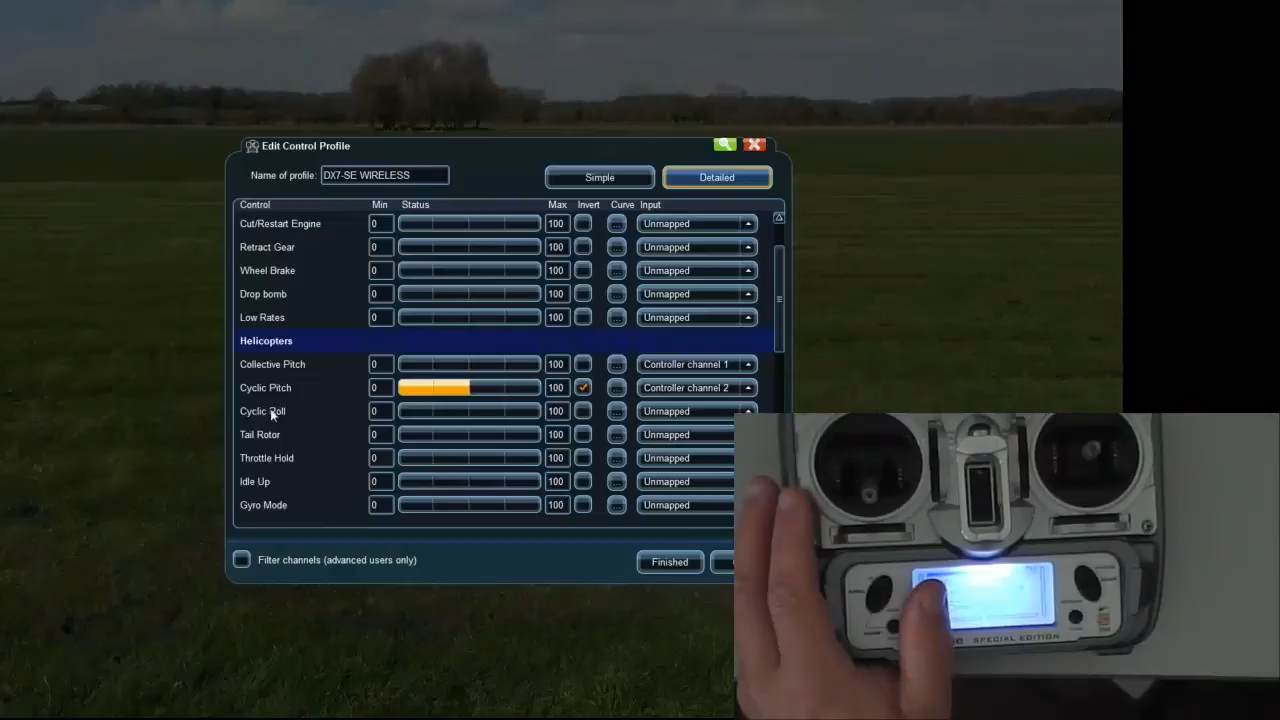 Edit Control Profile
Name of profile: DX7-SE WIRELESS Simple Detailed
Control Min Status Max Invert Curve Input
Cut/Restart Engine 0 100 ... Unmapped
Retract Gear 0 100 ... Unmapped
Wheel Brake 0 100 ... Unmapped
Drop bomb 0 100 ... Unmapped
Low Rates 0 100 ... Unmapped
Helicopters
Collective Pitch 0 100 ... Controller channel 1
Cyclic Pitch 0 100 ... Controller channel 2
Cyclic Roll 0 100 ... Unmapped
Tail Rotor 0 100 ... Unmapped
Throttle Hold 0 100 ... Unmapped
Idle Up 0 100 ... Unmapped
Gyro Mode 0 100 ... Unmapped
Filter channels (advanced users only) Finished
SPECIAL EDITION